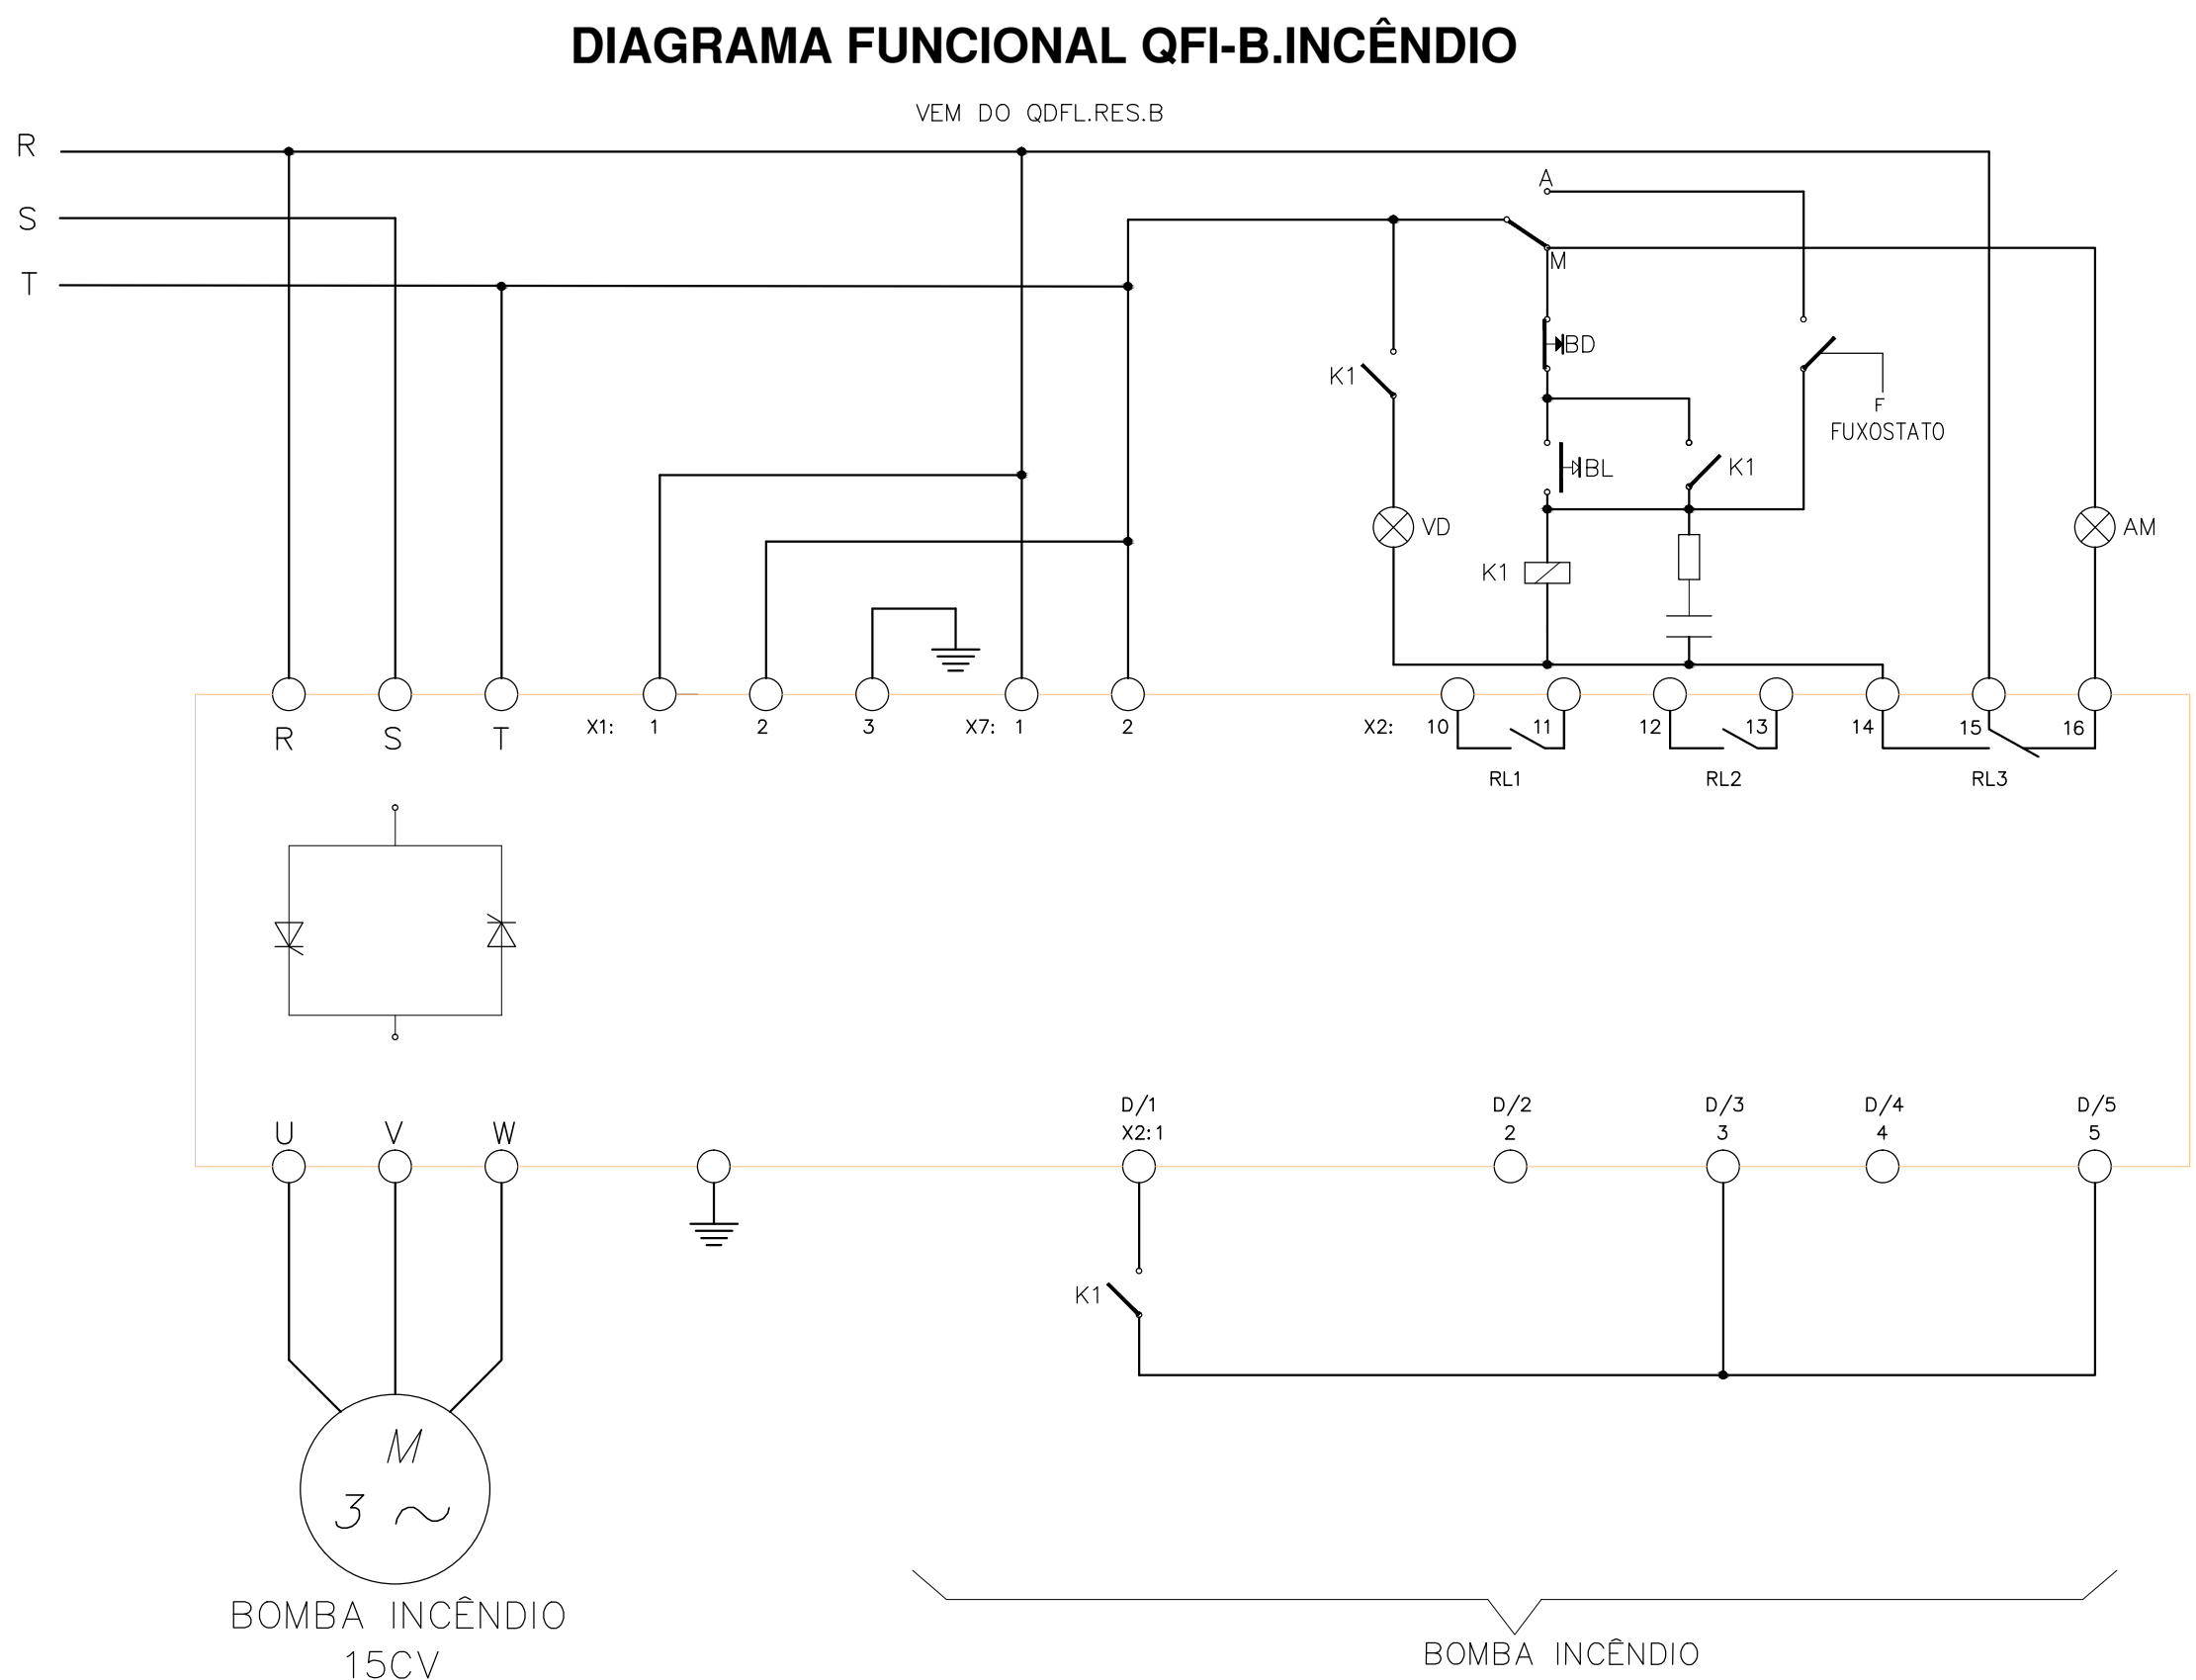 DIAGRAMA FUNCIONAL QFI-B.INCÊNDIO
VEM DO QDFL.RES.B
R
S
T
A
M
BD
K1
F
FUXOSTATO
BL
K1
VD
AM
K1
R S T X1: 1 2 3 X7: 1 2 X2: 10 11 12 13 14 15 16
RL1 RL2 RL3
D/1 D/2 D/3 D/4 D/5
U V W X2:1 2 3 4 5
K1
M
3 ~
BOMBA INCÊNDIO
15CV
BOMBA INCÊNDIO